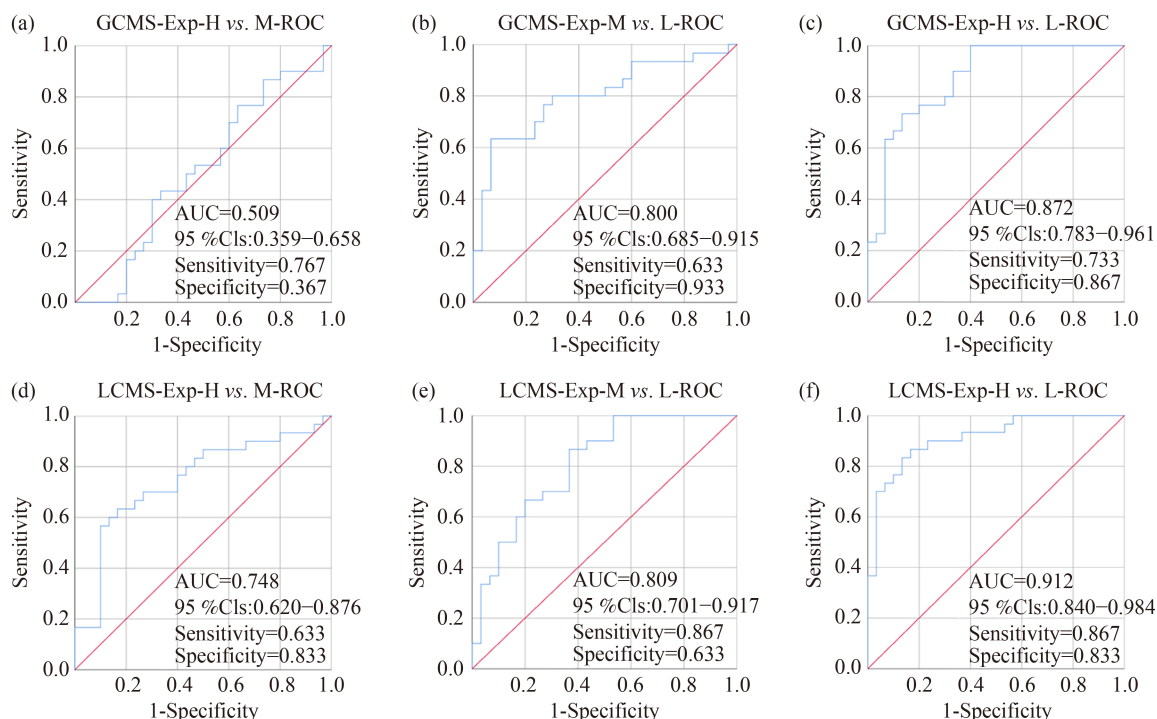 (a) GCMS-Exp-H vs. M-ROC
1.0
0.8
0.6
0.4
0.2
0.0
Sensitivity
AUC=0.509
95 %Cls:0.359−0.658
Sensitivity=0.767
Specificity=0.367
0.2 0.4 0.6 0.8 1.0
1-Specificity
(b) GCMS-Exp-M vs. L-ROC
1.0
0.8
0.6
0.4
0.2
0.0
Sensitivity
AUC=0.800
95 %Cls:0.685−0.915
Sensitivity=0.633
Specificity=0.933
0.2 0.4 0.6 0.8 1.0
1-Specificity
(c) GCMS-Exp-H vs. L-ROC
1.0
0.8
0.6
0.4
0.2
0.0
Sensitivity
AUC=0.872
95 %Cls:0.783−0.961
Sensitivity=0.733
Specificity=0.867
0.2 0.4 0.6 0.8 1.0
1-Specificity
(d) LCMS-Exp-H vs. M-ROC
1.0
0.8
0.6
0.4
0.2
0.0
Sensitivity
AUC=0.748
95 %Cls:0.620−0.876
Sensitivity=0.633
Specificity=0.833
0.2 0.4 0.6 0.8 1.0
1-Specificity
(e) LCMS-Exp-M vs. L-ROC
1.0
0.8
0.6
0.4
0.2
0.0
Sensitivity
AUC=0.809
95 %Cls:0.701−0.917
Sensitivity=0.867
Specificity=0.633
0.2 0.4 0.6 0.8 1.0
1-Specificity
(f) LCMS-Exp-H vs. L-ROC
1.0
0.8
0.6
0.4
0.2
0.0
Sensitivity
AUC=0.912
95 %Cls:0.840−0.984
Sensitivity=0.867
Specificity=0.833
0.2 0.4 0.6 0.8 1.0
1-Specificity